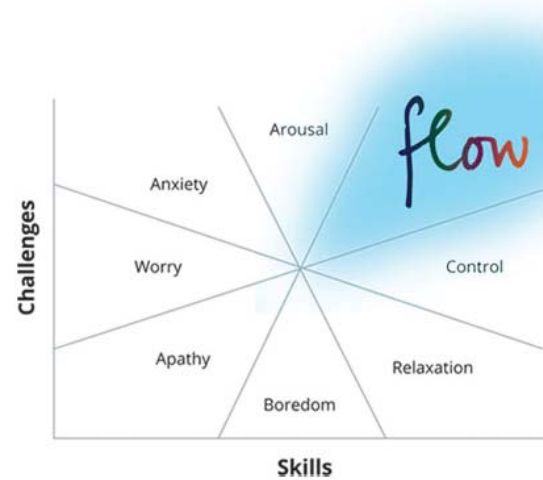 Arousal
flow
Anxiety
Challenges
Worry
Control
Apathy
Relaxation
Boredom
Skills